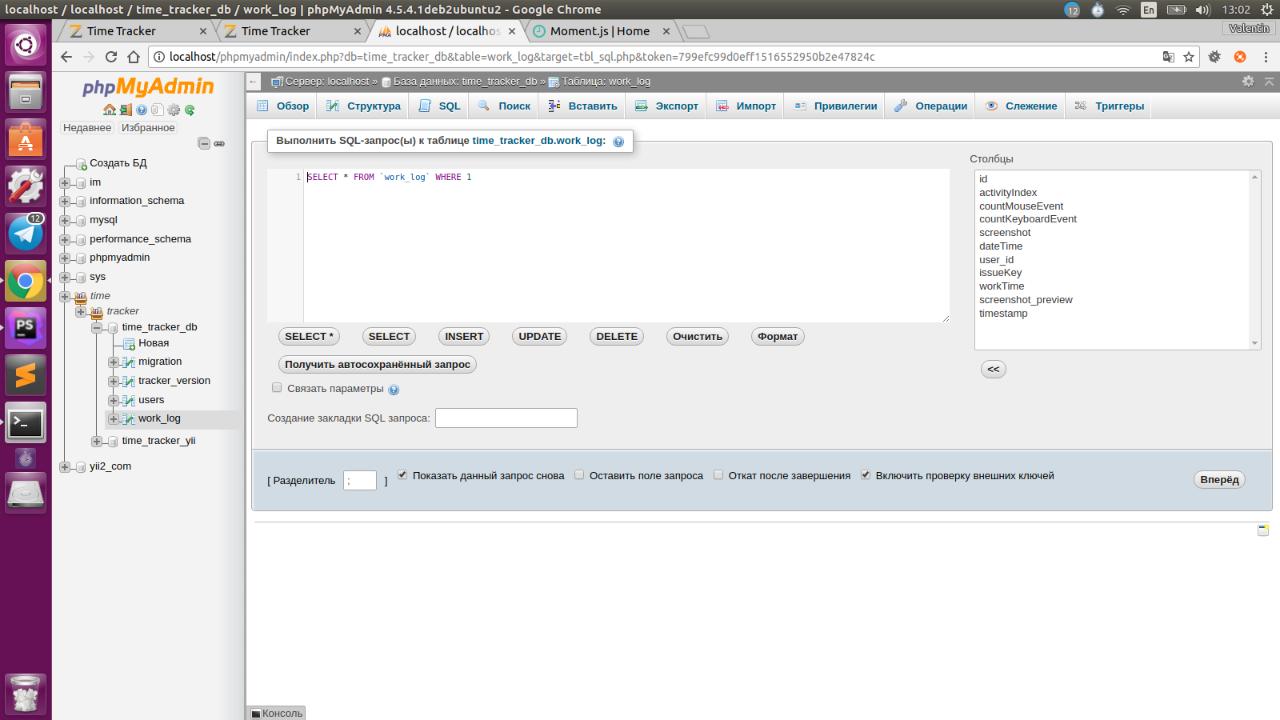 localhost / localhost / time_tracker_db / work_log | phpMyAdmin 4.5.4.1deb2ubuntu2 - Google Chrome
12 En 13:02
Time Tracker
Time Tracker
localhost / localhos
Moment.js | Home
Valentin
localhost/phpmyadmin/index.php?db=time_tracker_db&table=work_log&target=tbl_sql.php&token=799efc99d0eff1516552950b2e47824c
phpMyAdmin
Недавнее Избранное
Создать БД
im
information_schema
mysql
performance_schema
phpmyadmin
sys
time
tracker
time_tracker_db
Новая
migration
tracker_version
users
work_log
time_tracker_yii
yii2_com
12
PS
Сервер: localhost » База данных: time_tracker_db » Таблица: work_log
Обзор Структура SQL Поиск Вставить Экспорт Импорт Привилегии Операции Слежение Триггеры
Выполнить SQL-запрос(ы) к таблице time_tracker_db.work_log:
1 SELECT * FROM `work_log` WHERE 1
Столбцы
id
activityIndex
countMouseEvent
countKeyboardEvent
screenshot
dateTime
user_id
issueKey
workTime
screenshot_preview
timestamp
<<
SELECT * SELECT INSERT UPDATE DELETE Очистить Формат
Получить автосохранённый запрос
Связать параметры
Создание закладки SQL запроса:
[ Разделитель ; ] Показать данный запрос снова Оставить поле запроса Откат после завершения Включить проверку внешних ключей Вперёд
Консоль